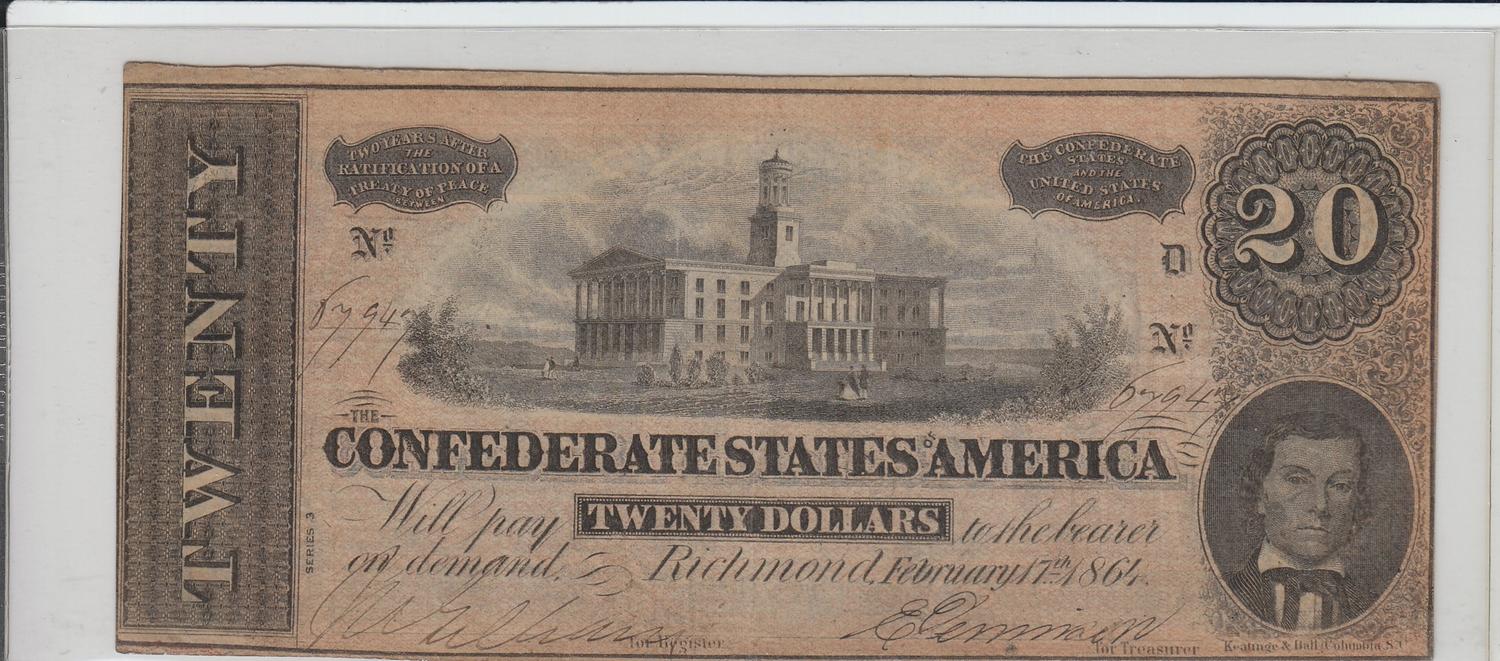 TWENTY
TWO YEARS AFTER
THE
RATIFICATION OF A
TREATY OF PEACE
BETWEEN
THE CONFEDERATE
STATES
AND THE
UNITED STATES
OF AMERICA.
20
Nº
D
Nº
THE
CONFEDERATE STATES OF AMERICA
Will pay TWENTY DOLLARS to the bearer
on demand. Richmond, February 17th 1864.
SERIES 3
for Register
for Treasurer
Keatinge & Ball, Columbia, S.C.